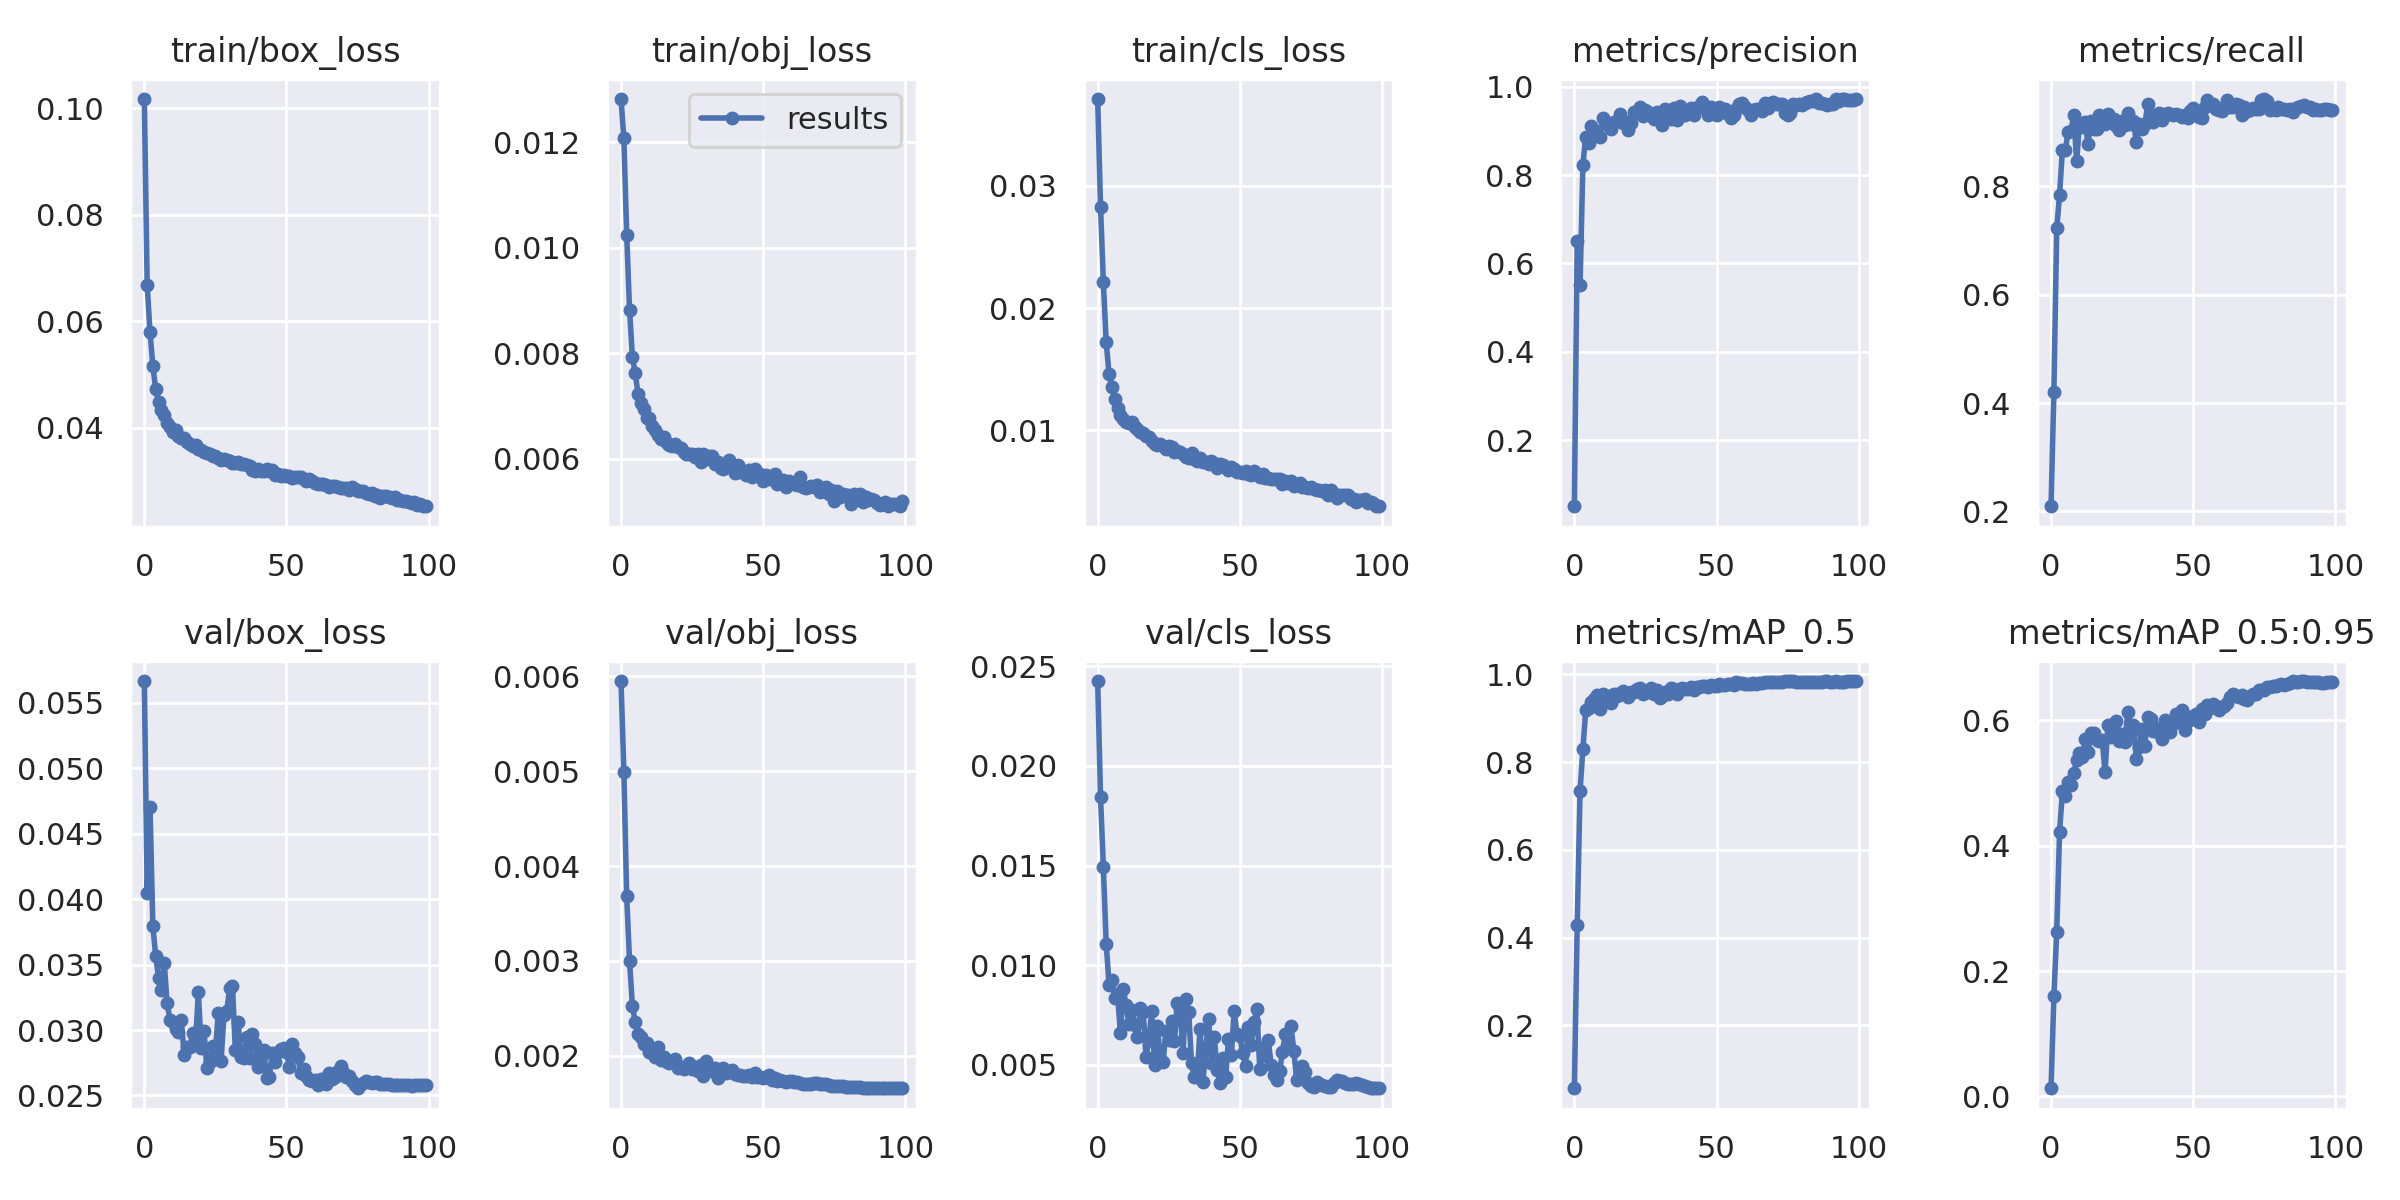 train/box_loss
0.10
0.08
0.06
0.04
0 50 100
train/obj_loss
results
0.012
0.010
0.008
0.006
0 50 100
train/cls_loss
0.03
0.02
0.01
0 50 100
metrics/precision
1.0
0.8
0.6
0.4
0.2
0 50 100
metrics/recall
0.8
0.6
0.4
0.2
0 50 100
val/box_loss
0.055
0.050
0.045
0.040
0.035
0.030
0.025
0 50 100
val/obj_loss
0.006
0.005
0.004
0.003
0.002
0 50 100
val/cls_loss
0.025
0.020
0.015
0.010
0.005
0 50 100
metrics/mAP_0.5
1.0
0.8
0.6
0.4
0.2
0 50 100
metrics/mAP_0.5:0.95
0.6
0.4
0.2
0.0
0 50 100